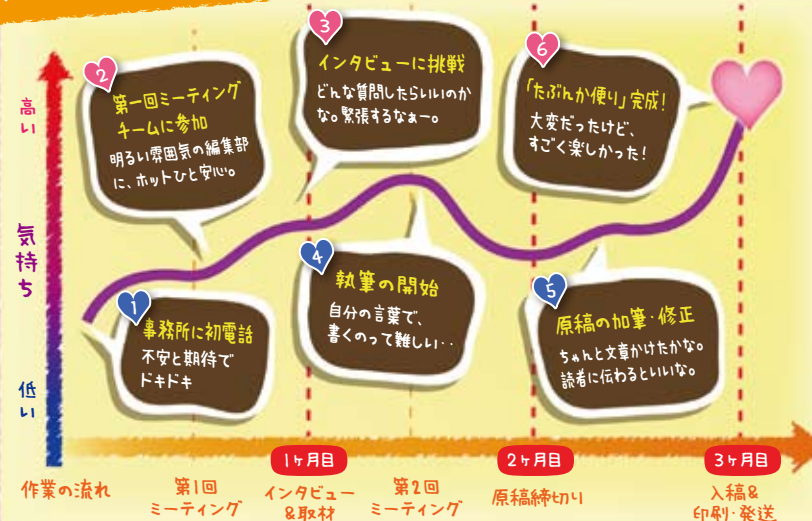 高い
気持ち
低い
1
事務所に初電話
不安と期待で
ドキドキ
2
第一回ミーティング
チームに参加
明るい雰囲気の編集部
に、ホットひと安心。
3
インタビューに挑戦
どんな質問したらいいのか
な。緊張するなぁー。
4
執筆の開始
自分の言葉で、
書くのって難しい‥
5
原稿の加筆・修正
ちゃんと文章かけたかな。
読者に伝わるといいな。
6
「たぶんか便り」完成!
大変だったけど、
すごく楽しかった!
1ヶ月目
2ヶ月目
3ヶ月目
作業の流れ
第1回
ミーティング
インタビュー
&取材
第2回
ミーティング
原稿締切り
入稿&
印刷・発送